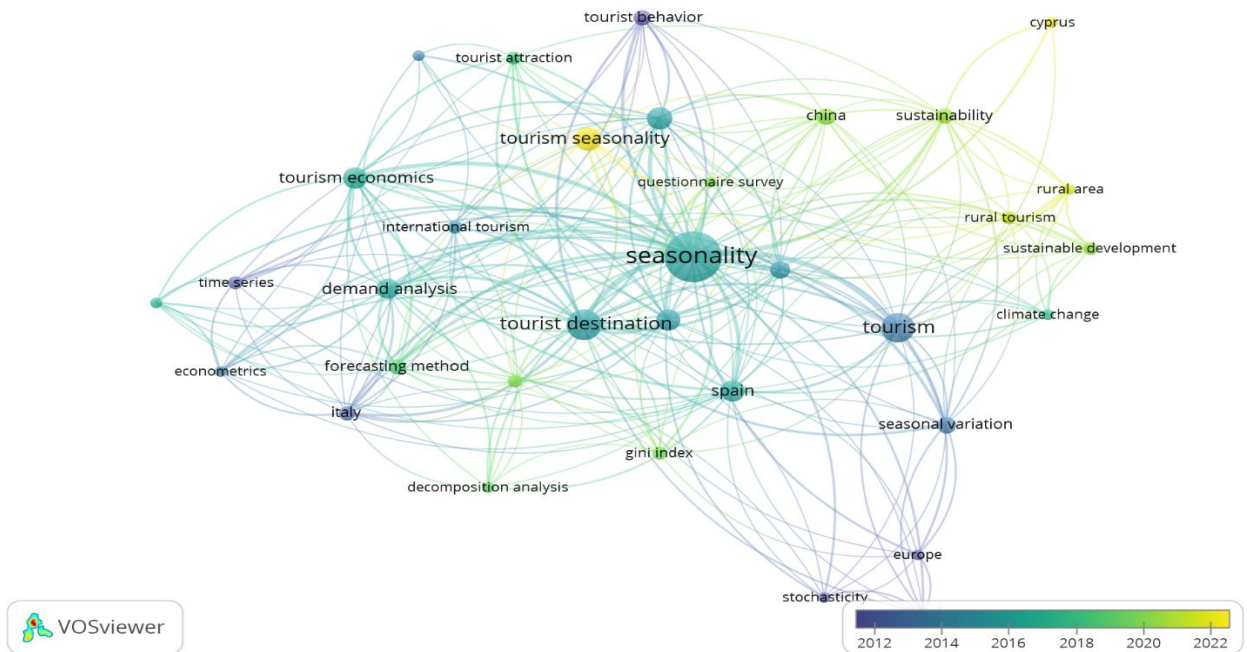 tourist behavior
cyprus
tourist attraction
china
sustainability
tourism seasonality
tourism economics
questionnaire survey
rural area
international tourism
rural tourism
seasonality
sustainable development
time series
demand analysis
tourist destination
tourism
climate change
econometrics
forecasting method
spain
italy
seasonal variation
gini index
decomposition analysis
europe
stochasticity
VOSviewer
2012 2014 2016 2018 2020 2022